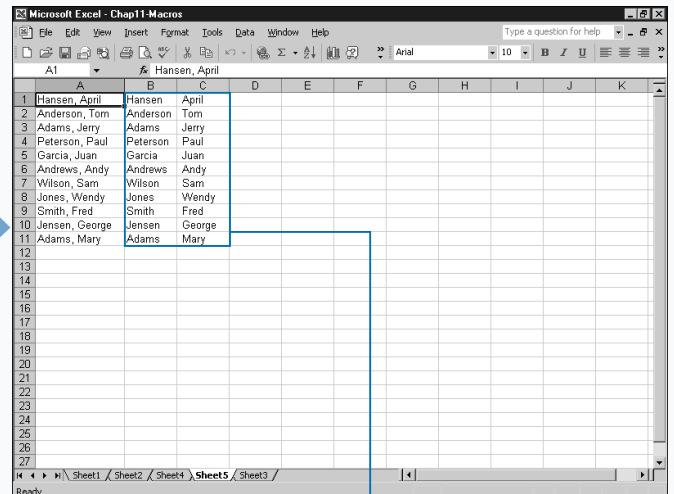 Microsoft Excel - Chap11-Macros
File Edit View Insert Format Tools Data Window Help Type a question for help
Arial 10 B I U
A1 fx Hansen, April
A B C D E F G H I J K
1 Hansen, April Hansen April
2 Anderson, Tom Anderson Tom
3 Adams, Jerry Adams Jerry
4 Peterson, Paul Peterson Paul
5 Garcia, Juan Garcia Juan
6 Andrews, Andy Andrews Andy
7 Wilson, Sam Wilson Sam
8 Jones, Wendy Jones Wendy
9 Smith, Fred Smith Fred
10 Jensen, George Jensen George
11 Adams, Mary Adams Mary
12
13
14
15
16
17
18
19
20
21
22
23
24
25
26
27
Sheet1 Sheet2 Sheet4 Sheet5 Sheet3
Ready